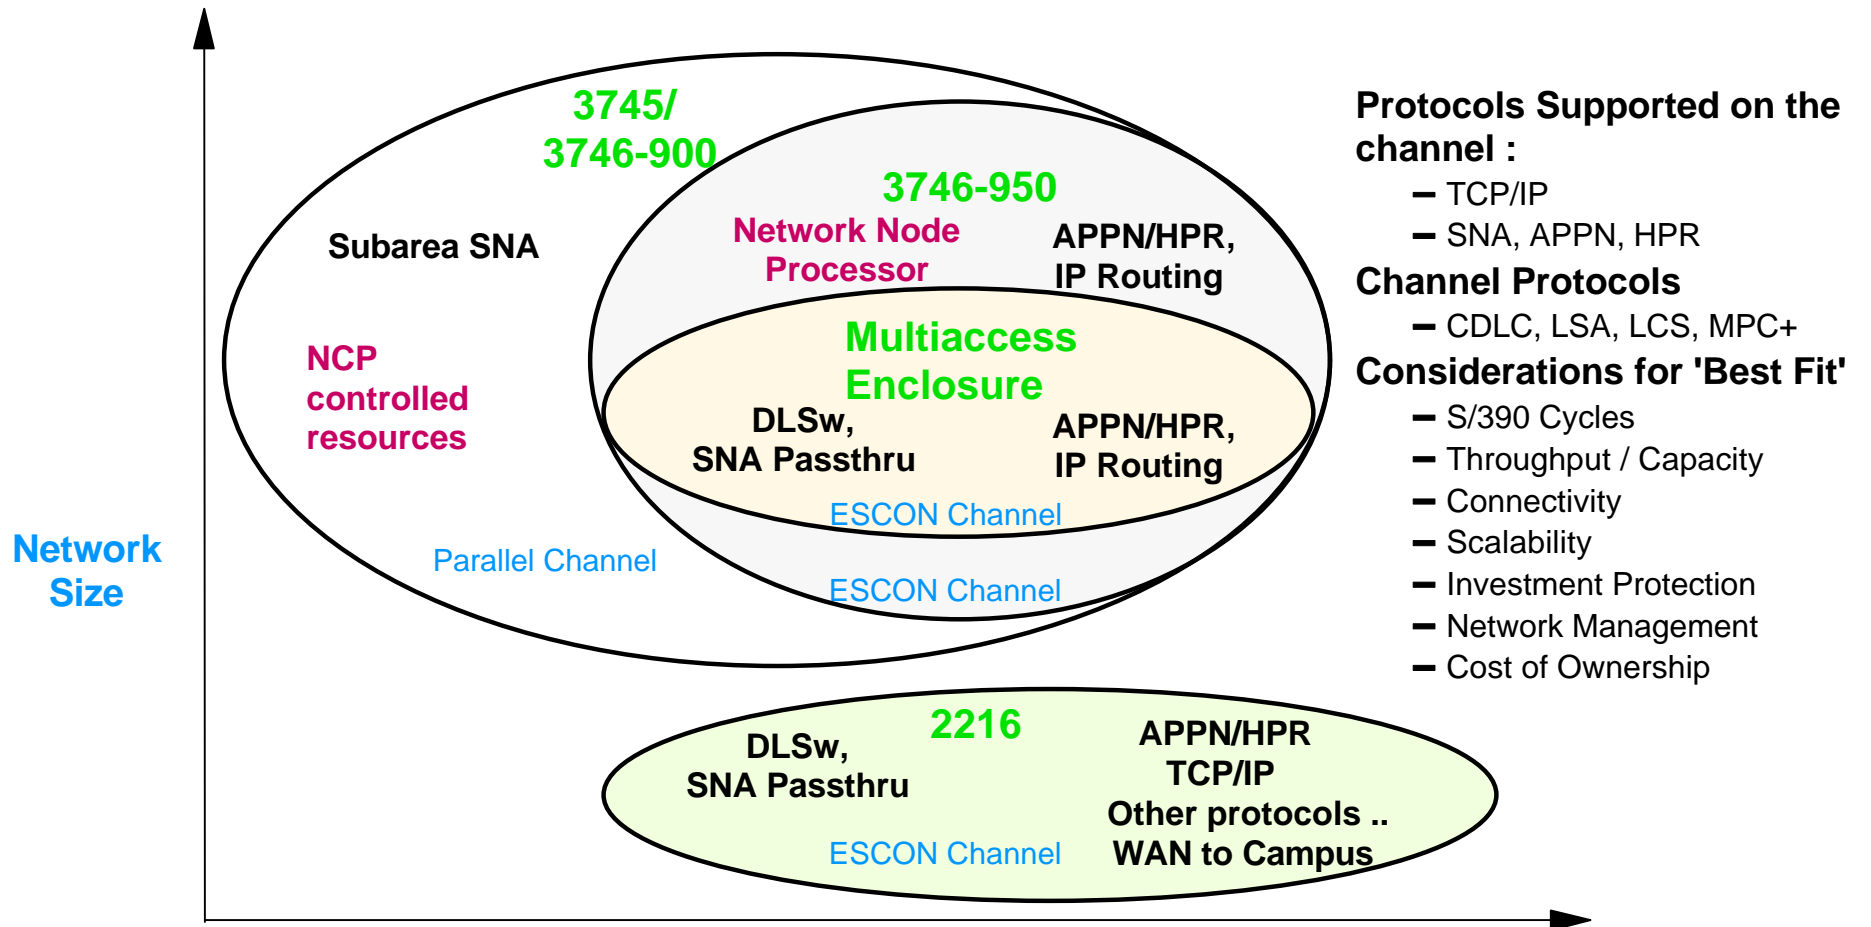 3745/
3746-900
3746-950
Network Node
Processor
APPN/HPR,
IP Routing
Subarea SNA
NCP
controlled
resources
Multiaccess
Enclosure
DLSw,
SNA Passthru
APPN/HPR,
IP Routing
ESCON Channel
Parallel Channel
ESCON Channel
Network
Size
2216
DLSw,
SNA Passthru
APPN/HPR
TCP/IP
Other protocols ..
WAN to Campus
ESCON Channel
Protocols Supported on the
channel :
– TCP/IP
– SNA, APPN, HPR
Channel Protocols
– CDLC, LSA, LCS, MPC+
Considerations for 'Best Fit'
– S/390 Cycles
– Throughput / Capacity
– Connectivity
– Scalability
– Investment Protection
– Network Management
– Cost of Ownership